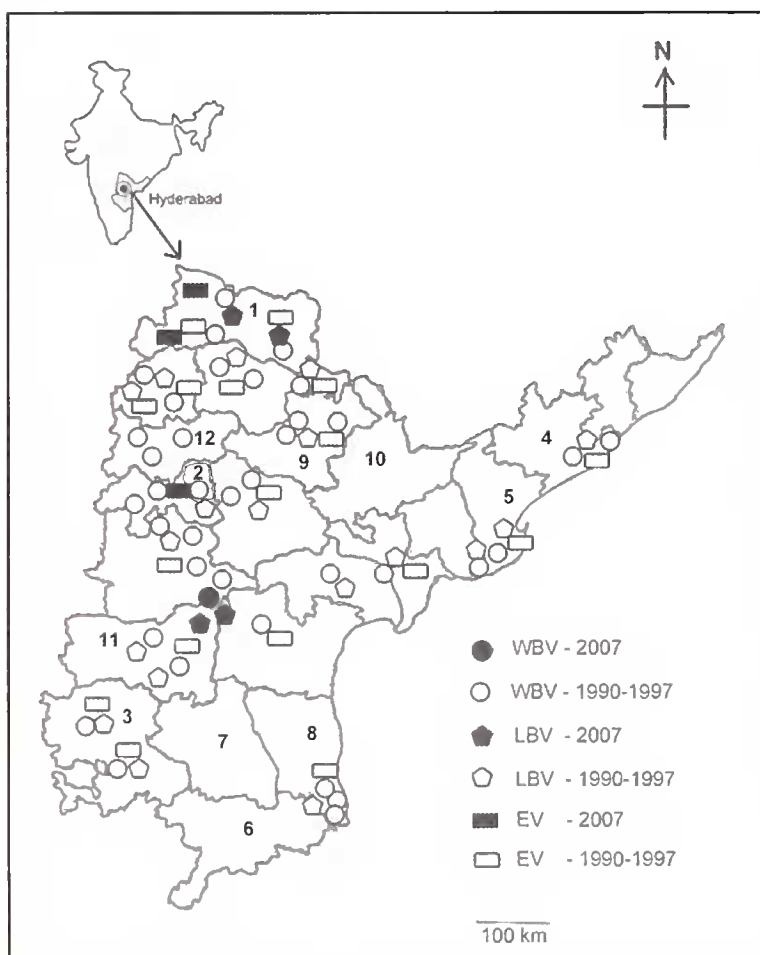 N
Hyderabad
1
4
12
9
10
2
5
11
3
7
8
6
WBV - 2007
WBV - 1990-1997
LBV - 2007
LBV - 1990-1997
EV - 2007
EV - 1990-1997
100 km